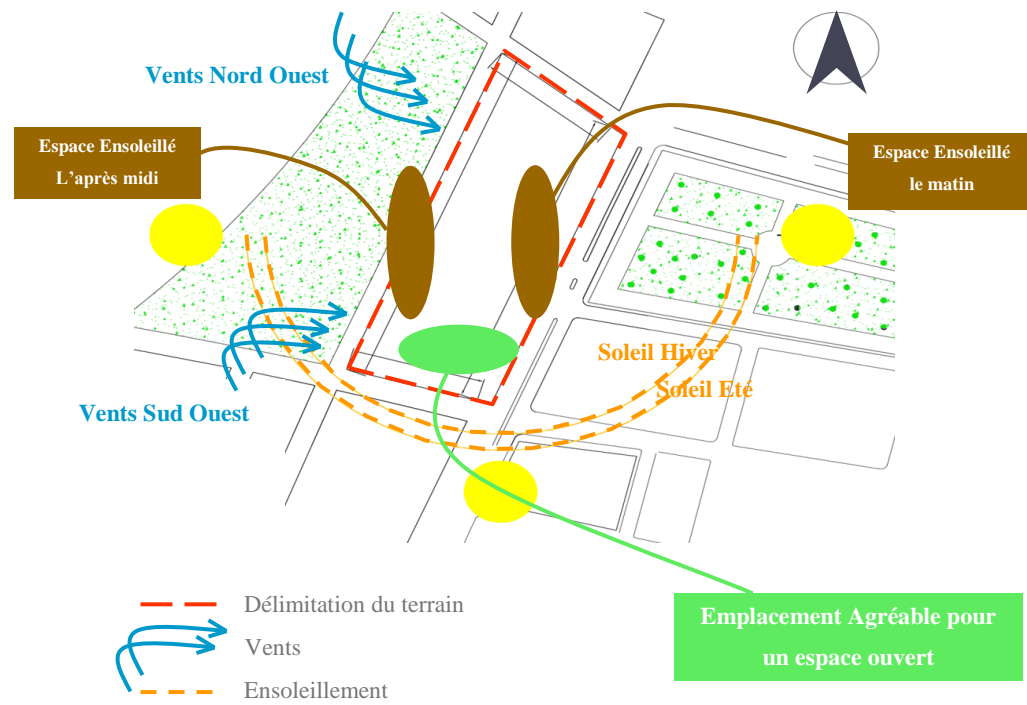 Vents Nord Ouest
Espace Ensoleillé
L'après midi
Espace Ensoleillé
le matin
Soleil Hiver
Soleil Eté
Vents Sud Ouest
Délimitation du terrain
Vents
Ensoleillement
Emplacement Agréable pour
un espace ouvert